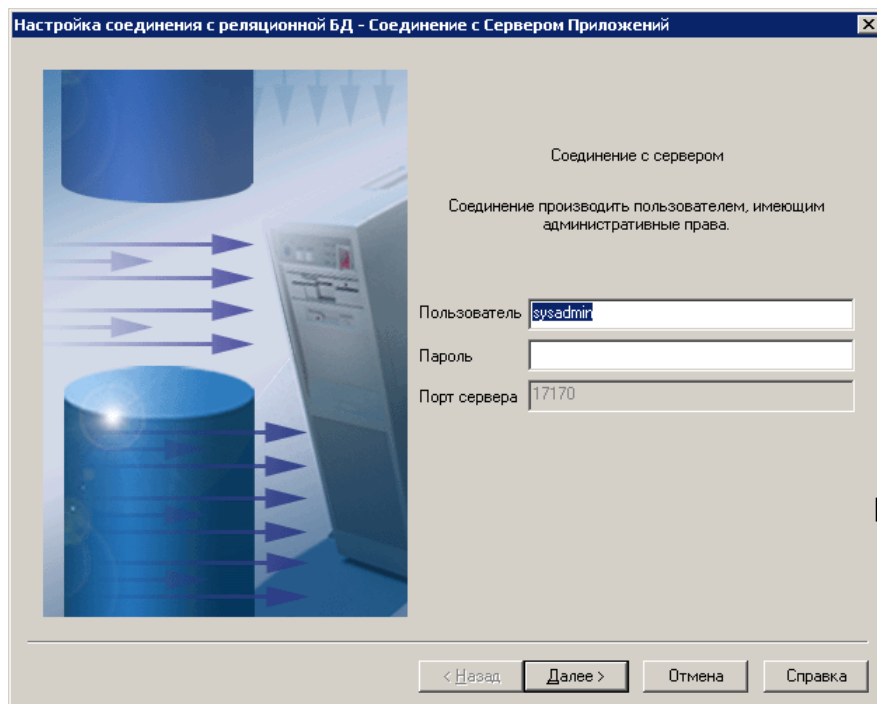 Настройка соединения с реляционной БД - Соединение с Сервером Приложений
Соединение с сервером
Соединение производить пользователем, имеющим
административные права.
Пользователь sysadmin
Пароль
Порт сервера 17170
< Назад Далее > Отмена Справка